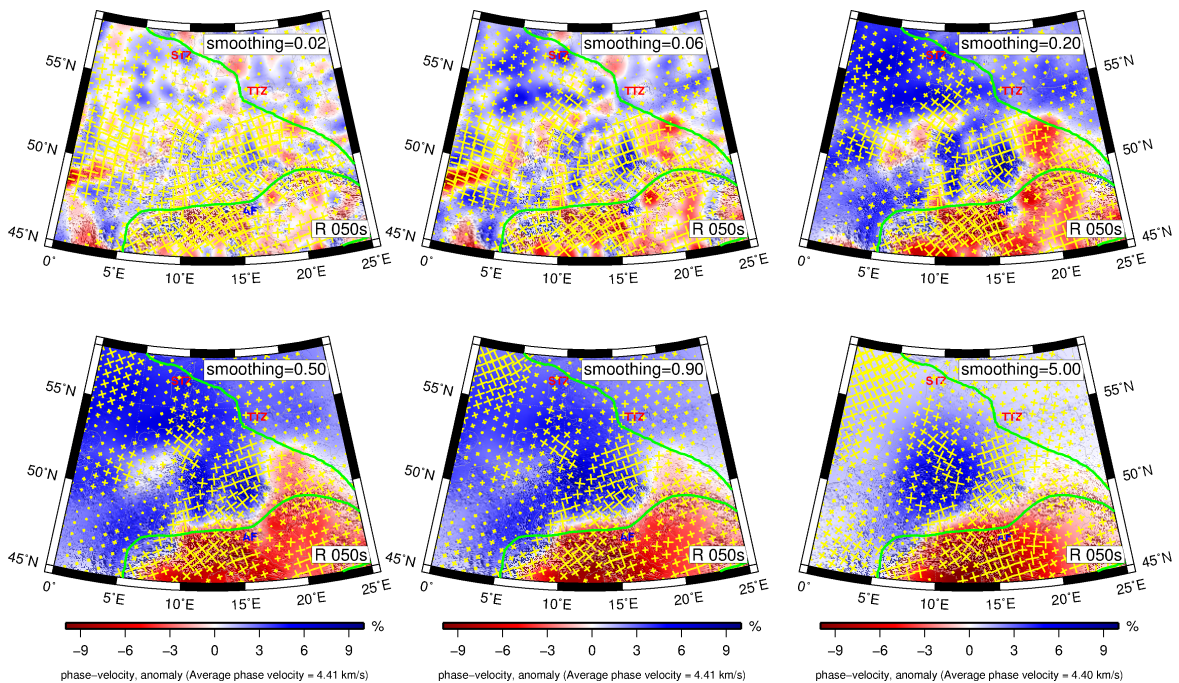 smoothing=0.02
55°N
TTZ
50°N
AF
R 050s
45°N
0°
5°E
10°E
15°E
20°E
25°E
smoothing=0.06
55°N
TTZ
50°N
AF
R 050s
45°N
0°
5°E
10°E
15°E
20°E
25°E
smoothing=0.20
55°N
TTZ
50°N
AF
R 050s
45°N
0°
5°E
10°E
15°E
20°E
25°E
smoothing=0.50
55°N
TTZ
50°N
AF
R 050s
45°N
0°
5°E
10°E
15°E
20°E
25°E
smoothing=0.90
55°N
TTZ
50°N
AF
R 050s
45°N
0°
5°E
10°E
15°E
20°E
25°E
smoothing=5.00
55°N
TTZ
50°N
AF
R 050s
45°N
0°
5°E
10°E
15°E
20°E
25°E
%
−9 −6 −3 0 3 6 9
phase−velocity, anomaly (Average phase velocity = 4.41 km/s)
%
−9 −6 −3 0 3 6 9
phase−velocity, anomaly (Average phase velocity = 4.41 km/s)
%
−9 −6 −3 0 3 6 9
phase−velocity, anomaly (Average phase velocity = 4.40 km/s)